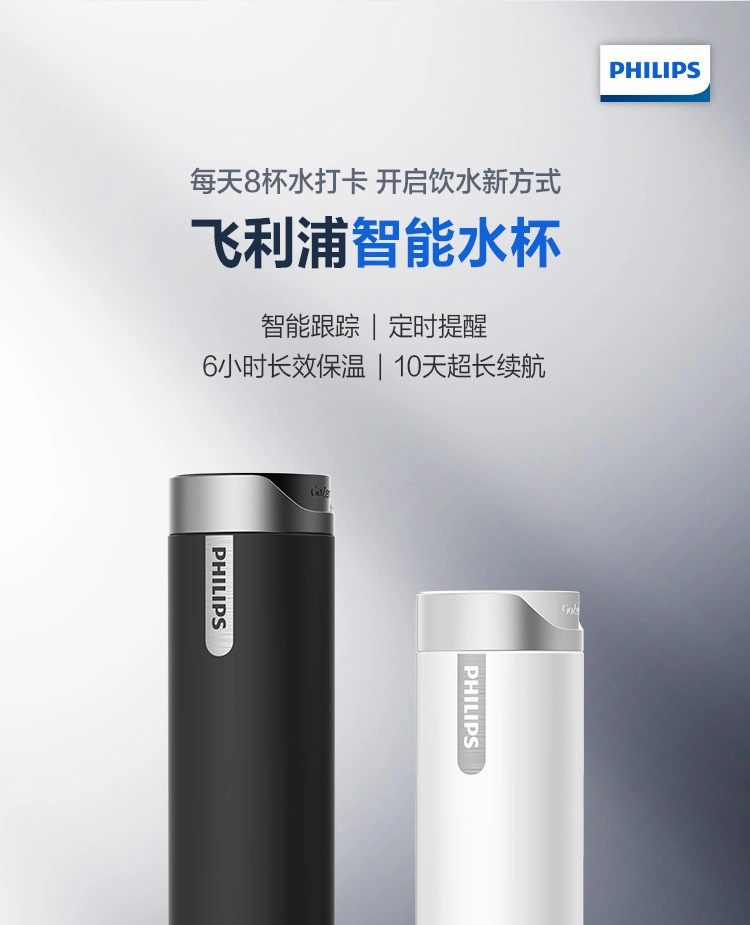 PHILIPS
每天8杯水打卡 开启饮水新方式
飞利浦智能水杯
智能跟踪 | 定时提醒
6小时长效保温 | 10天超长续航
PHILIPS
PHILIPS